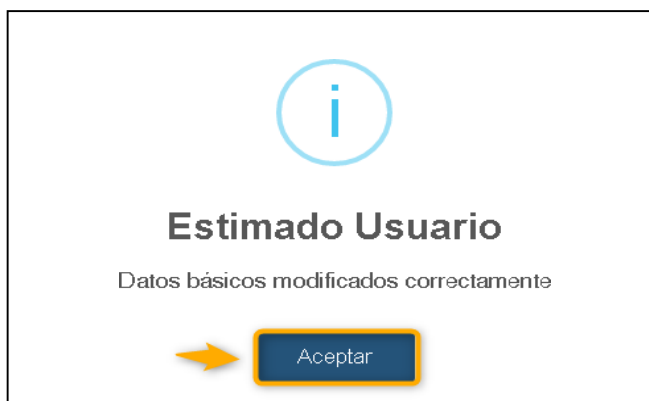 i
Estimado Usuario
Datos básicos modificados correctamente
Aceptar